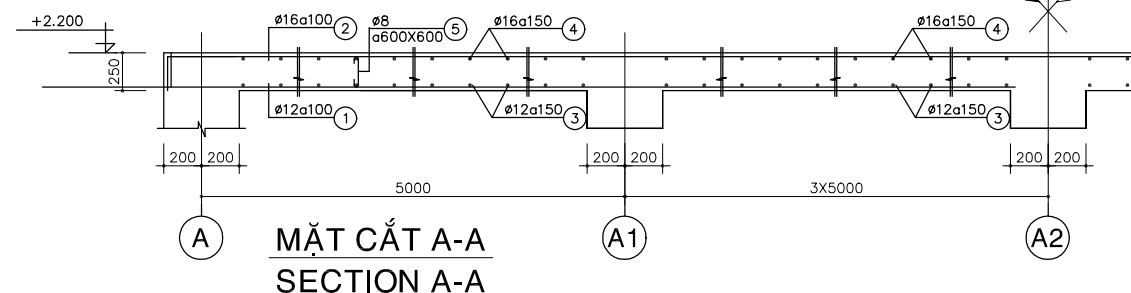 +2.200
ø16a100 2
ø8
a600X600 5
ø16a150 4
ø16a150 4
250
ø12a100 1
ø12a150 3
ø12a150 3
200 200
200 200
200 200
5000
3X5000
A
A1
A2
MẶT CẮT A-A
SECTION A-A